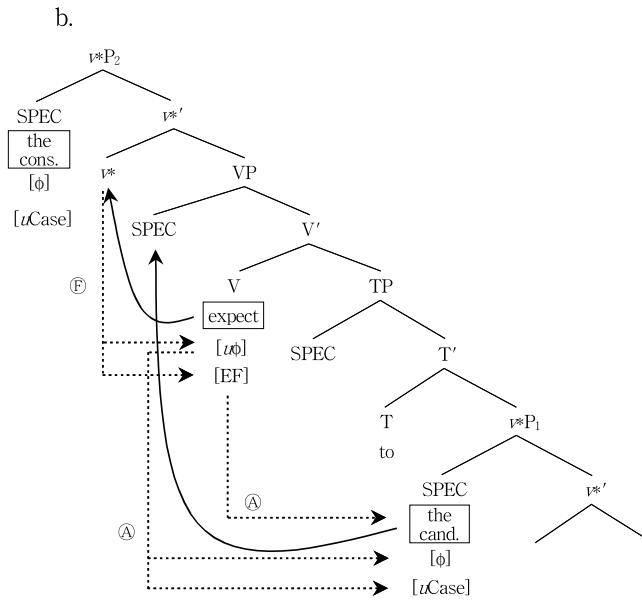 b.
v*P₂
SPEC
v*′
the
cons.
[ϕ]
[uCase]
v*
VP
SPEC
V′
Ⓕ
V
TP
expect
[uϕ]
[EF]
SPEC
T′
T
to
v*P₁
SPEC
v*′
the
cand.
[ϕ]
[uCase]
Ⓐ
Ⓐ